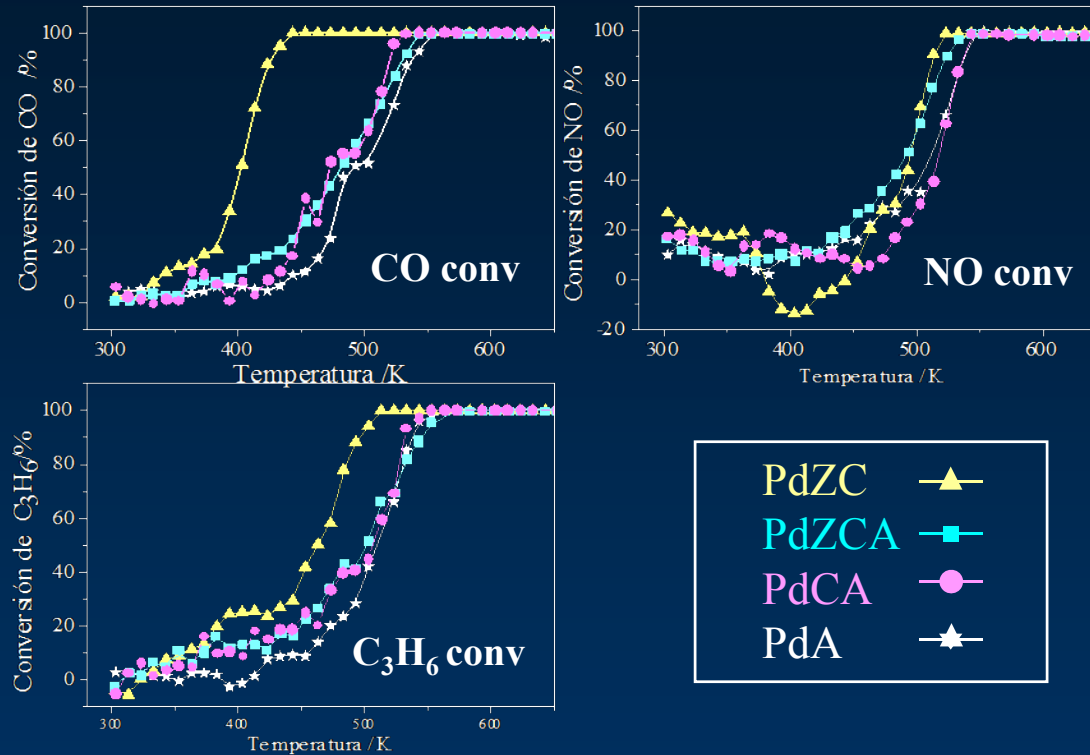 Conversión de CO /%
100
80
60
40
20
0
300
400
500
600
Temperatura /K
CO conv
Conversión de NO /%
100
80
60
40
20
0
-20
300
400
500
600
Temperatura /K
NO conv
Conversión de C₃H₆/%
100
80
60
40
20
0
300
400
500
600
Temperatura /K
C₃H₆ conv
PdZC
PdZCA
PdCA
PdA